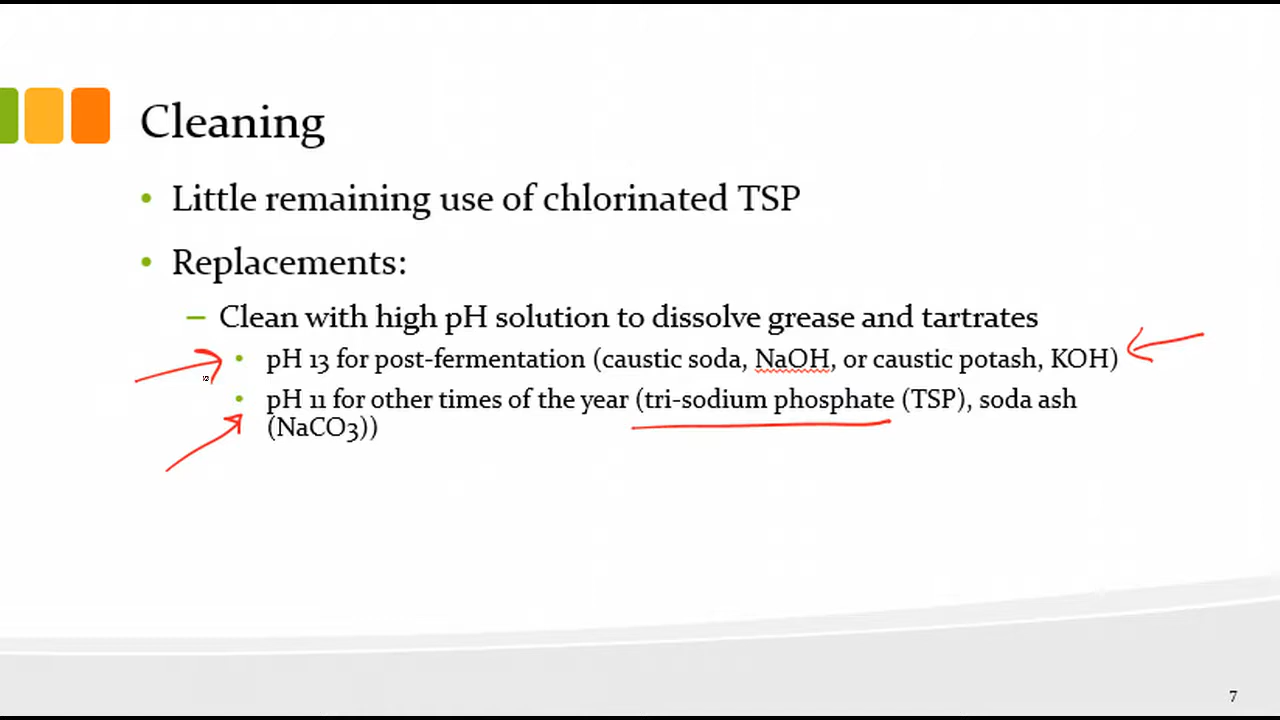 Cleaning
• Little remaining use of chlorinated TSP
• Replacements:
– Clean with high pH solution to dissolve grease and tartrates
• pH 13 for post-fermentation (caustic soda, NaOH, or caustic potash, KOH)
• pH 11 for other times of the year (tri-sodium phosphate (TSP), soda ash
(NaCO3))
7